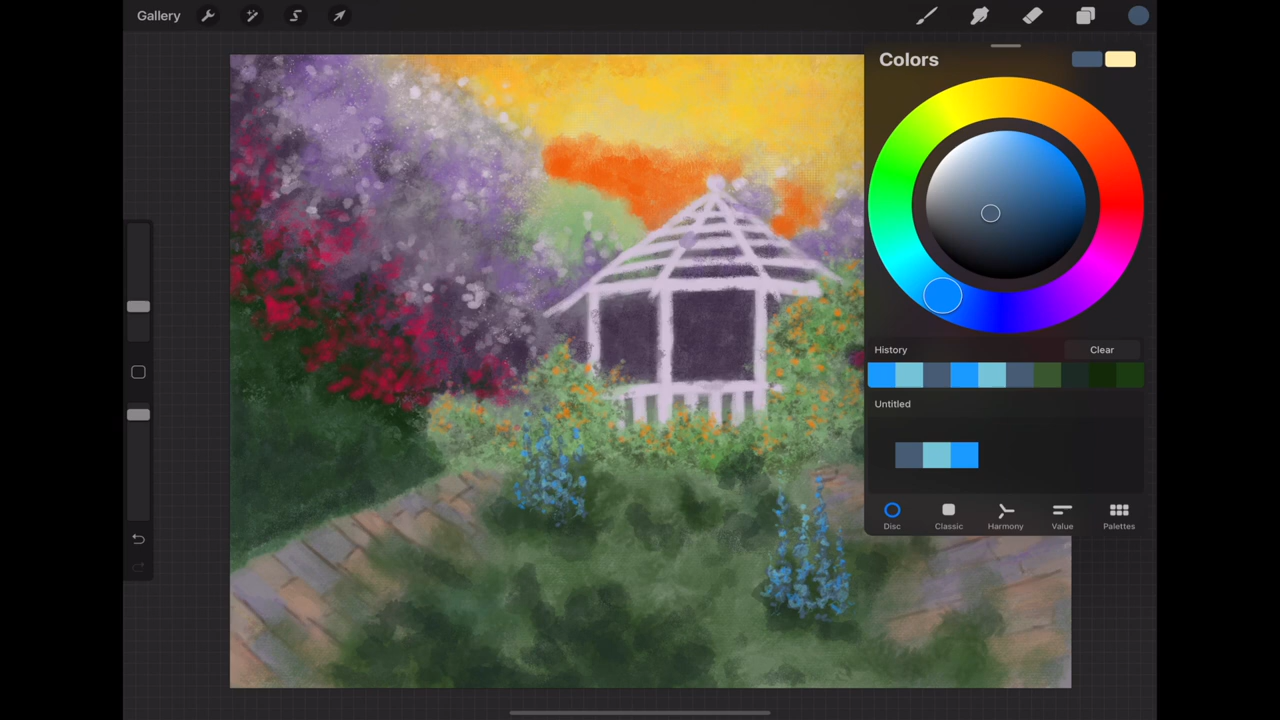 Gallery
Colors
History
Clear
Untitled
Disc
Classic
Harmony
Value
Palettes